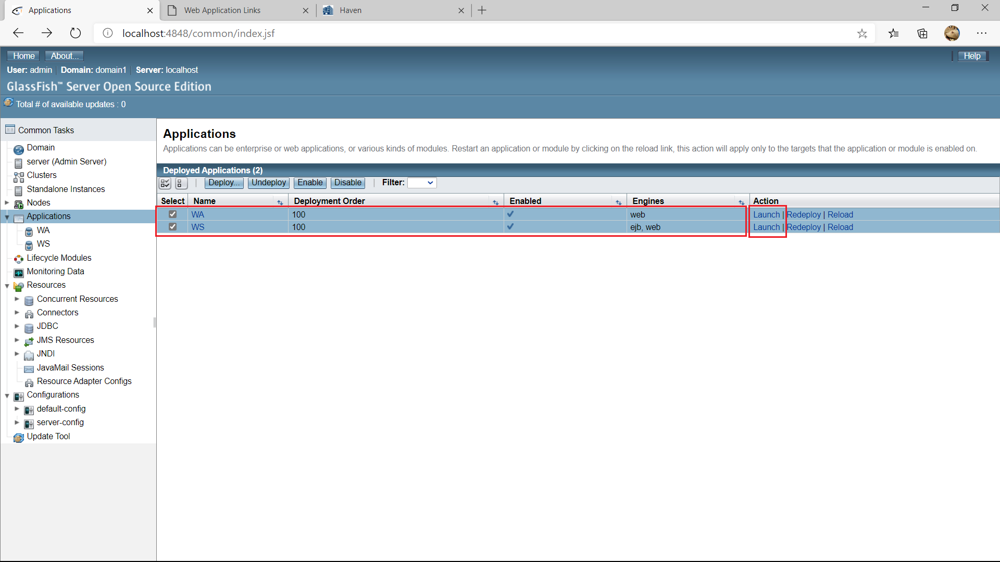 Applications
Web Application Links
Haven
localhost:4848/common/index.jsf
Home About... Help
User: admin Domain: domain1 Server: localhost
GlassFish™ Server Open Source Edition
Total # of available updates : 0
Common Tasks
Domain
server (Admin Server)
Clusters
Standalone Instances
Nodes
Applications
WA
WS
Lifecycle Modules
Monitoring Data
Resources
Concurrent Resources
Connectors
JDBC
JMS Resources
JNDI
JavaMail Sessions
Resource Adapter Configs
Configurations
default-config
server-config
Update Tool
Applications
Applications can be enterprise or web applications, or various kinds of modules. Restart an application or module by clicking on the reload link, this action will apply only to the targets that the application or module is enabled on.
Deployed Applications (2)
Deploy... Undeploy Enable Disable Filter:
Select Name Deployment Order Enabled Engines Action
WA 100 web Launch | Redeploy | Reload
WS 100 ejb, web Launch | Redeploy | Reload